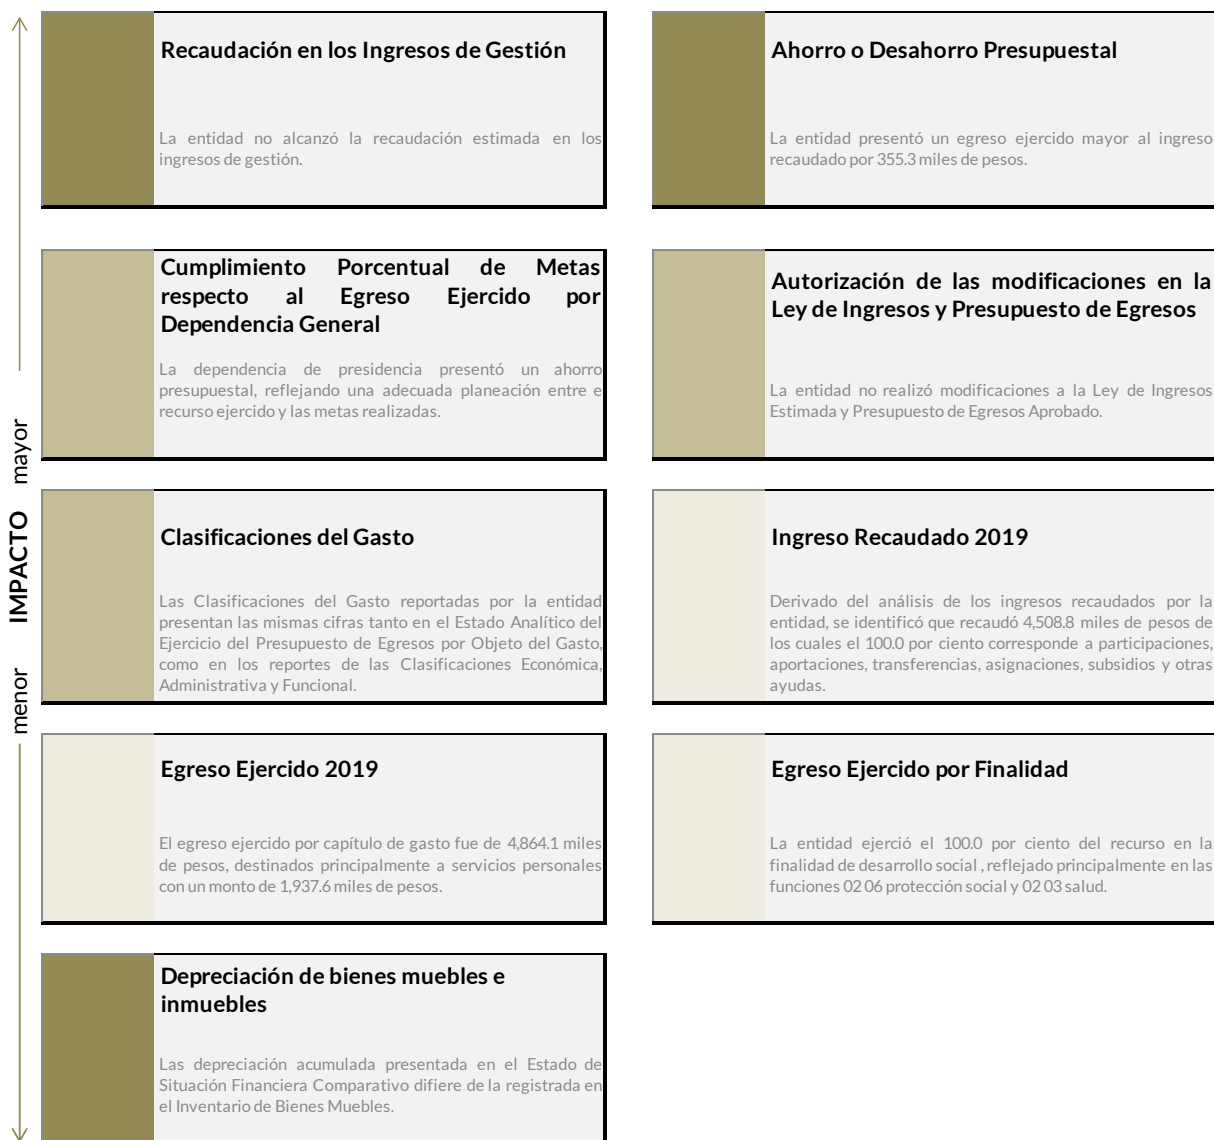 Recaudación en los Ingresos de Gestión
La entidad no alcanzó la recaudación estimada en los
ingresos de gestión.
Ahorro o Desahorro Presupuestal
La entidad presentó un egreso ejercido mayor al ingreso
recaudado por 355.3 miles de pesos.
Cumplimiento Porcentual de Metas
respecto al Egreso Ejercido por
Dependencia General
La dependencia de presidencia presentó un ahorro
presupuestal, reflejando una adecuada planeación entre e
recurso ejercido y las metas realizadas.
Autorización de las modificaciones en la
Ley de Ingresos y Presupuesto de Egresos
La entidad no realizó modificaciones a la Ley de Ingresos
Estimada y Presupuesto de Egresos Aprobado.
menor IMPACTO mayor
Clasificaciones del Gasto
Las Clasificaciones del Gasto reportadas por la entidad
presentan las mismas cifras tanto en el Estado Analítico del
Ejercicio del Presupuesto de Egresos por Objeto del Gasto,
como en los reportes de las Clasificaciones Económica,
Administrativa y Funcional.
Ingreso Recaudado 2019
Derivado del análisis de los ingresos recaudados por la
entidad, se identificó que recaudó 4,508.8 miles de pesos de
los cuales el 100.0 por ciento corresponde a participaciones,
aportaciones, transferencias, asignaciones, subsidios y otras
ayudas.
Egreso Ejercido 2019
El egreso ejercido por capítulo de gasto fue de 4,864.1 miles
de pesos, destinados principalmente a servicios personales
con un monto de 1,937.6 miles de pesos.
Egreso Ejercido por Finalidad
La entidad ejerció el 100.0 por ciento del recurso en la
finalidad de desarrollo social , reflejado principalmente en las
funciones 02 06 protección social y 02 03 salud.
Depreciación de bienes muebles e
inmuebles
Las depreciación acumulada presentada en el Estado de
Situación Financiera Comparativo difiere de la registrada en
el Inventario de Bienes Muebles.